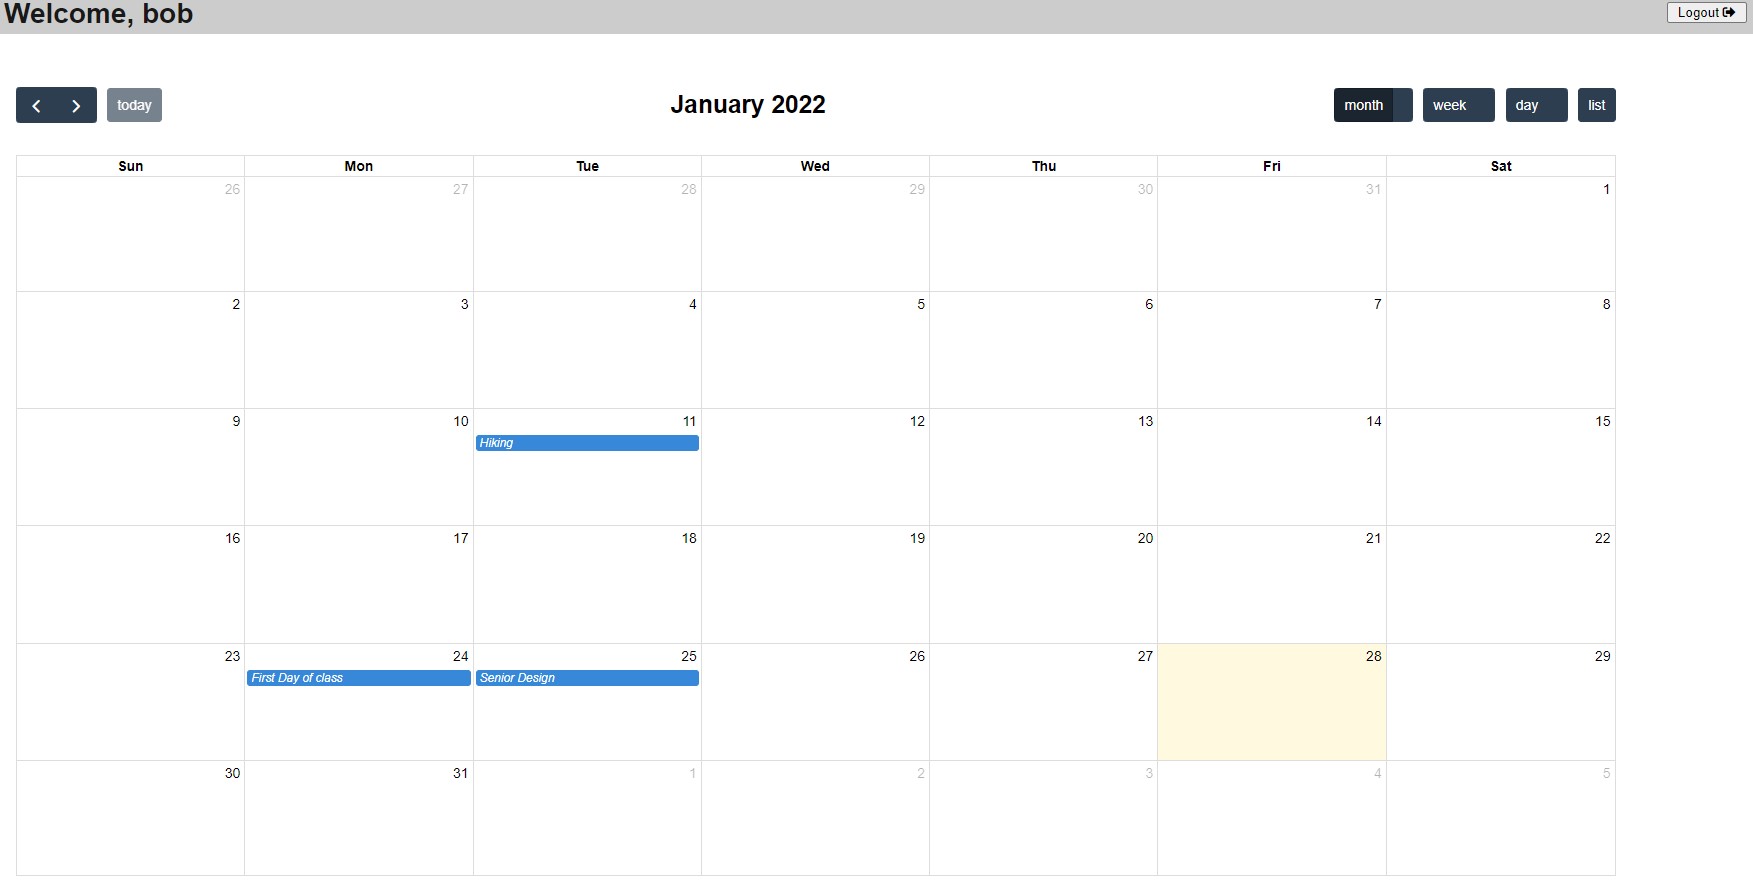 Welcome, bob
Logout
today
January 2022
month week day list
Sun Mon Tue Wed Thu Fri Sat
26 27 28 29 30 31 1
2 3 4 5 6 7 8
9 10 11 12 13 14 15
Hiking
16 17 18 19 20 21 22
23 24 25 26 27 28 29
First Day of class Senior Design
30 31 1 2 3 4 5